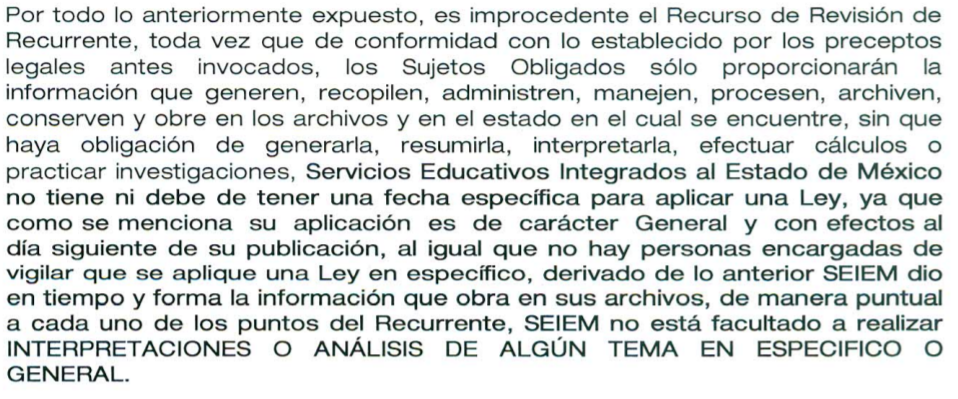 Por todo lo anteriormente expuesto, es improcedente el Recurso de Revisión de
Recurrente, toda vez que de conformidad con lo establecido por los preceptos
legales antes invocados, los Sujetos Obligados sólo proporcionarán la
información que generen, recopilen, administren, manejen, procesen, archiven,
conserven y obre en los archivos y en el estado en el cual se encuentre, sin que
haya obligación de generarla, resumirla, interpretarla, efectuar cálculos o
practicar investigaciones, Servicios Educativos Integrados al Estado de México
no tiene ni debe de tener una fecha específica para aplicar una Ley, ya que
como se menciona su aplicación es de carácter General y con efectos al
día siguiente de su publicación, al igual que no hay personas encargadas de
vigilar que se aplique una Ley en específico, derivado de lo anterior SEIEM dio
en tiempo y forma la información que obra en sus archivos, de manera puntual
a cada uno de los puntos del Recurrente, SEIEM no está facultado a realizar
INTERPRETACIONES O ANÁLISIS DE ALGÚN TEMA EN ESPECIFICO O
GENERAL.